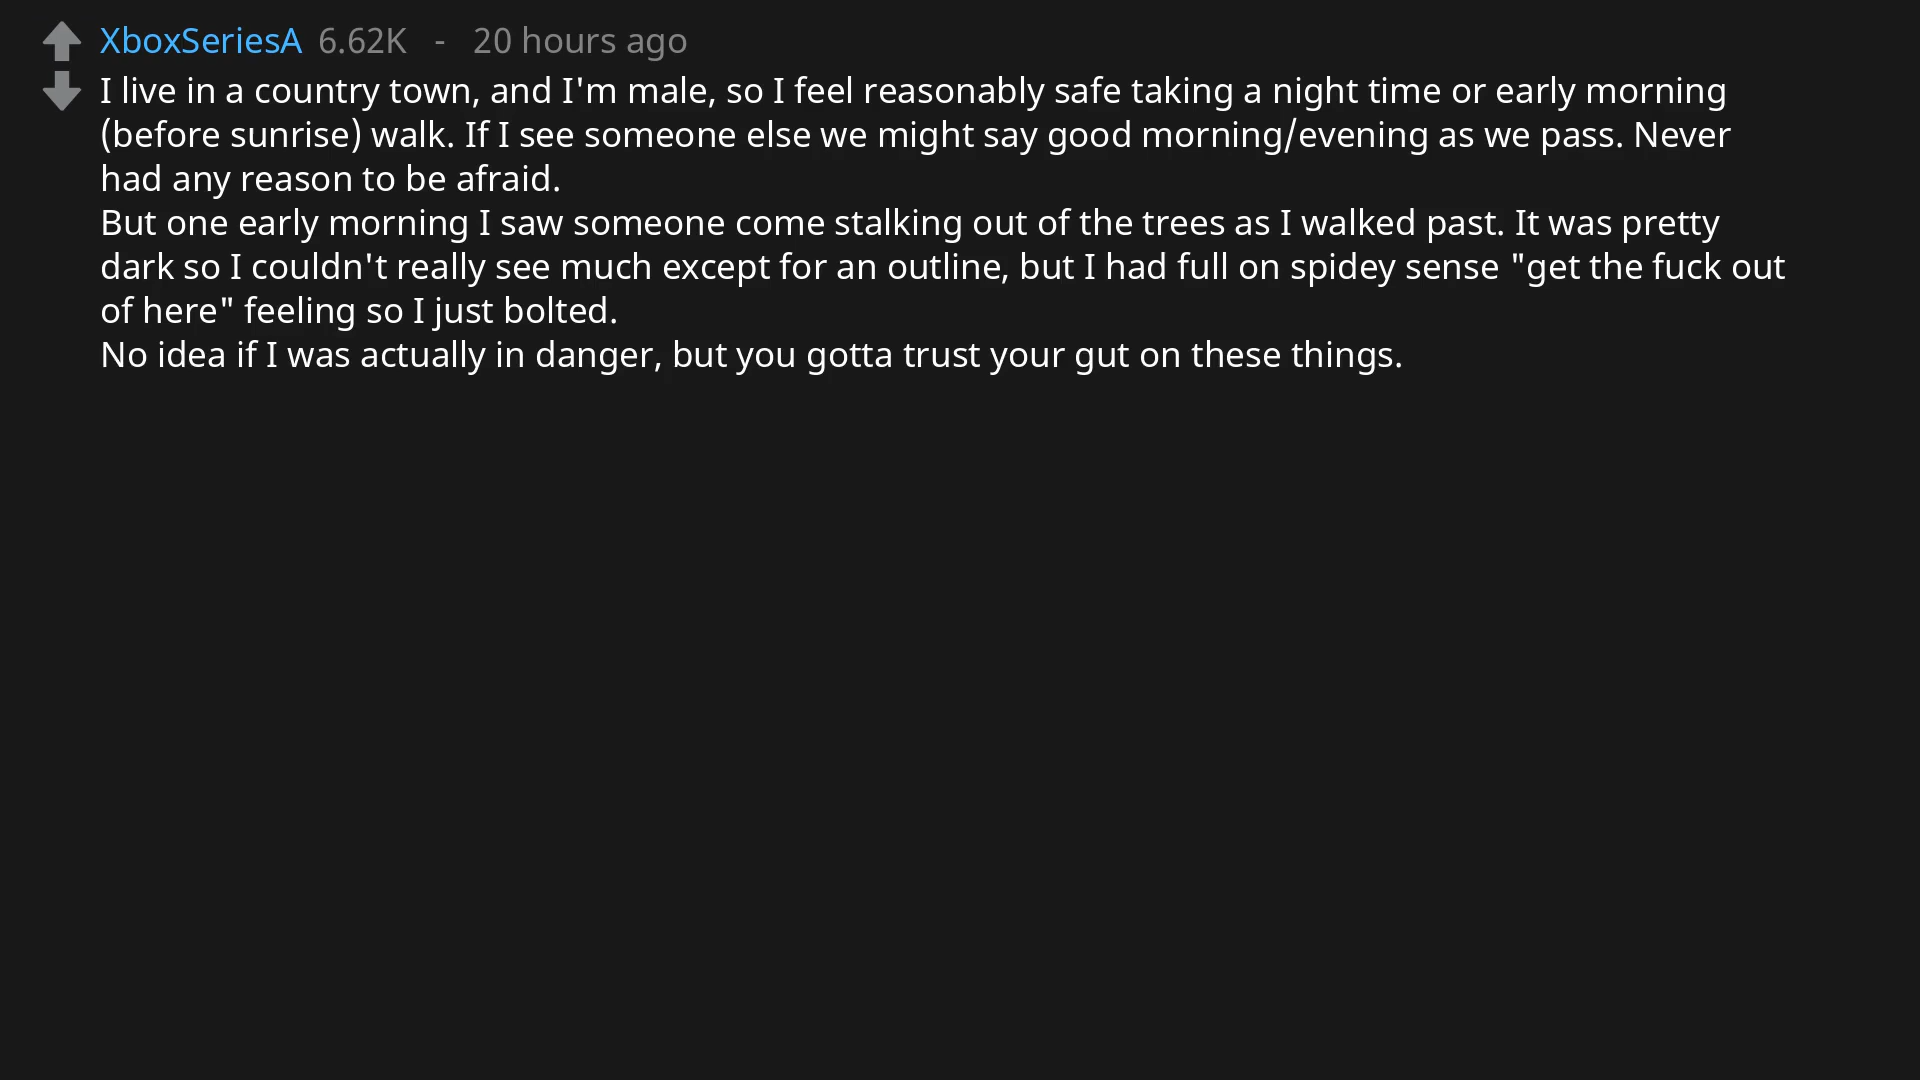 XboxSeriesA 6.62K - 20 hours ago
I live in a country town, and I'm male, so I feel reasonably safe taking a night time or early morning
(before sunrise) walk. If I see someone else we might say good morning/evening as we pass. Never
had any reason to be afraid.
But one early morning I saw someone come stalking out of the trees as I walked past. It was pretty
dark so I couldn't really see much except for an outline, but I had full on spidey sense "get the fuck out
of here" feeling so I just bolted.
No idea if I was actually in danger, but you gotta trust your gut on these things.